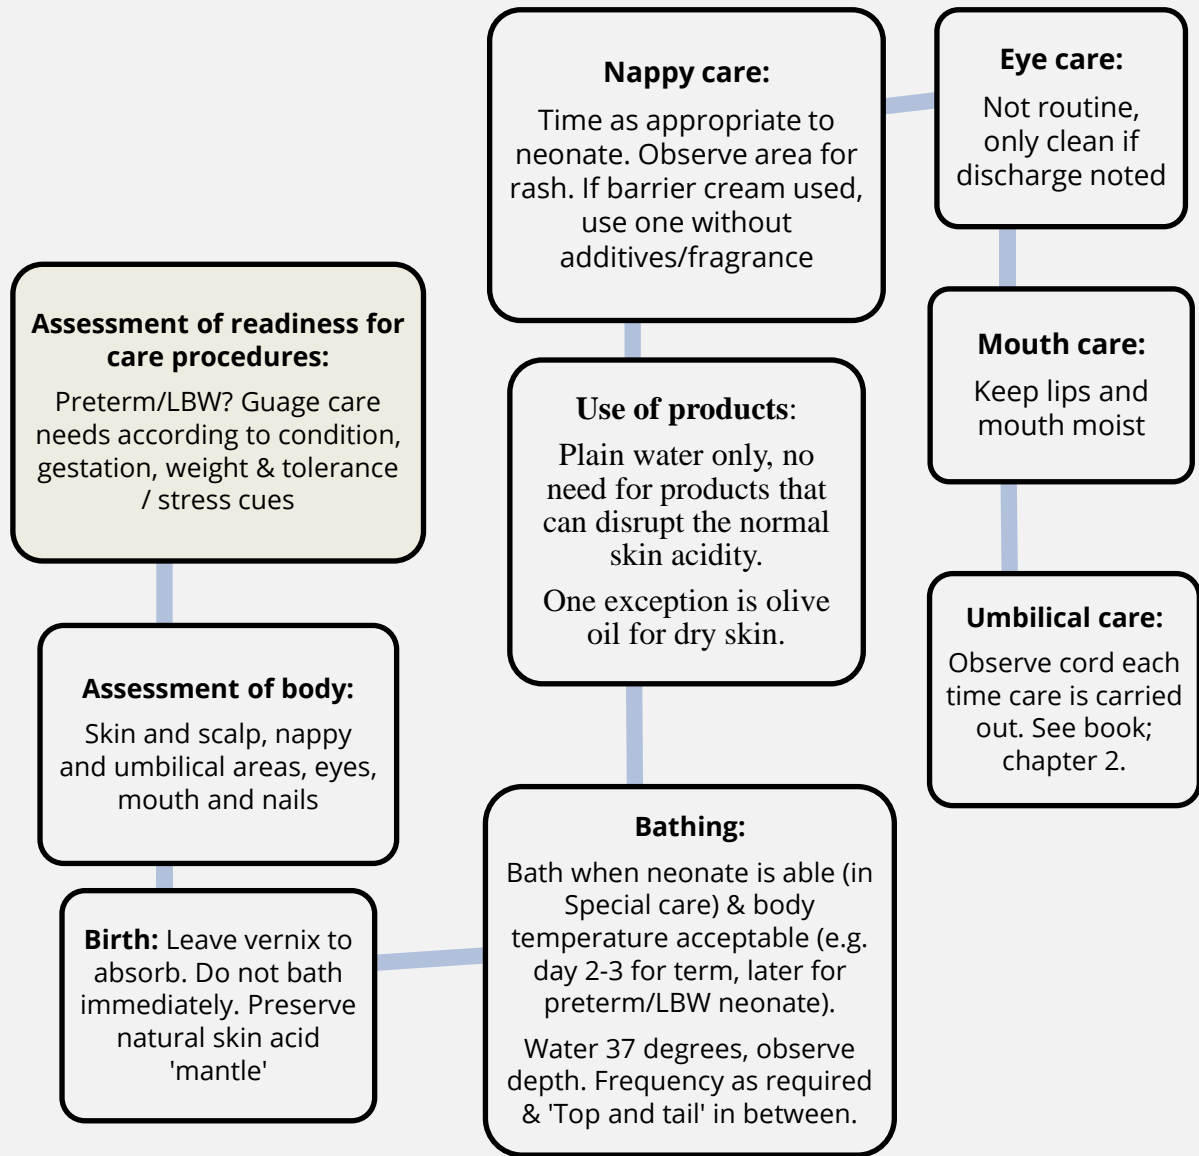 Assessment of readiness for
care procedures:
Preterm/LBW? Guage care
needs according to condition,
gestation, weight & tolerance
/ stress cues
Assessment of body:
Skin and scalp, nappy
and umbilical areas, eyes,
mouth and nails
Birth: Leave vernix to
absorb. Do not bath
immediately. Preserve
natural skin acid
'mantle'
Bathing:
Bath when neonate is able (in
Special care) & body
temperature acceptable (e.g.
day 2-3 for term, later for
preterm/LBW neonate).
Water 37 degrees, observe
depth. Frequency as required
& 'Top and tail' in between.
Use of products:
Plain water only, no
need for products that
can disrupt the normal
skin acidity.
One exception is olive
oil for dry skin.
Nappy care:
Time as appropriate to
neonate. Observe area for
rash. If barrier cream used,
use one without
additives/fragrance
Eye care:
Not routine,
only clean if
discharge noted
Mouth care:
Keep lips and
mouth moist
Umbilical care:
Observe cord each
time care is carried
out. See book;
chapter 2.